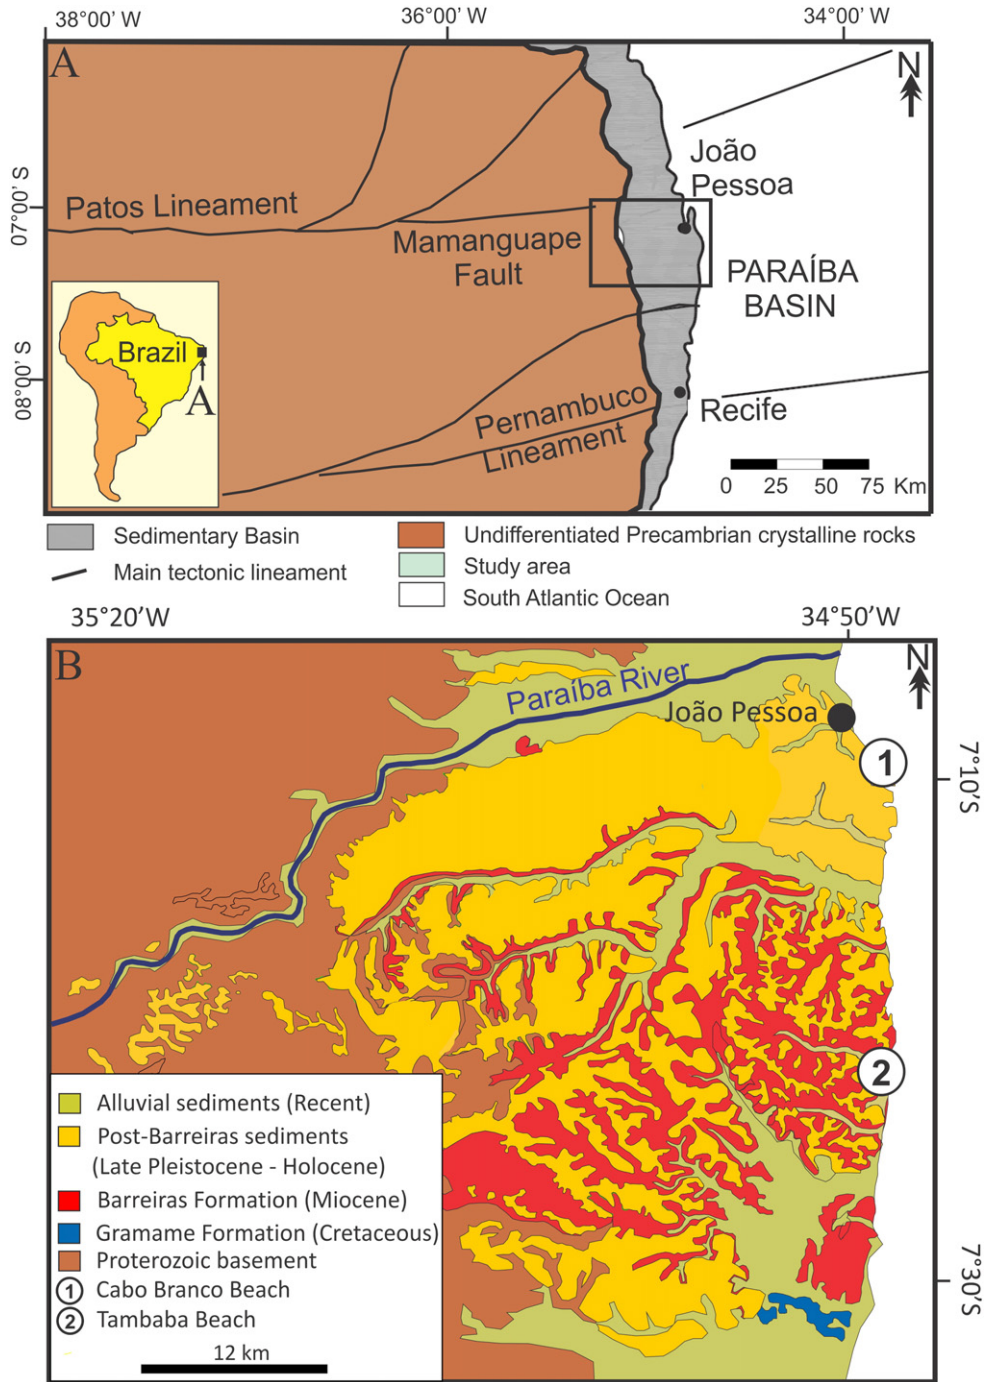 38°00' W
36°00' W
34°00' W
A
N
João
Pessoa
07°00' S
Patos Lineament
Mamanguape
Fault
PARAÍBA
BASIN
Brazil
A
08°00' S
Pernambuco
Lineament
Recife
0 25 50 75 Km
Sedimentary Basin
Undifferentiated Precambrian crystalline rocks
Main tectonic lineament
Study area
South Atlantic Ocean
35°20'W
34°50'W
B
N
Paraíba River
João Pessoa
1
7°10'S
2
Alluvial sediments (Recent)
Post-Barreiras sediments
(Late Pleistocene - Holocene)
Barreiras Formation (Miocene)
Gramame Formation (Cretaceous)
Proterozoic basement
1 Cabo Branco Beach
2 Tambaba Beach
7°30'S
12 km